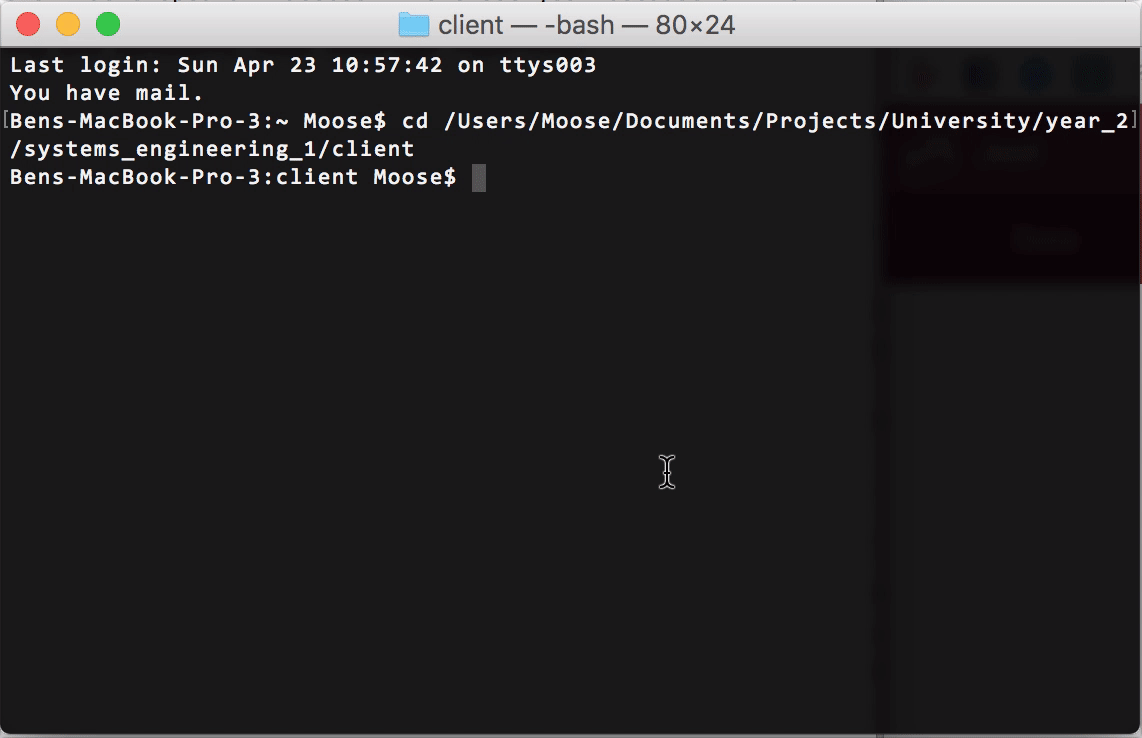 client — -bash — 80×24
Last login: Sun Apr 23 10:57:42 on ttys003
You have mail.
[Bens-MacBook-Pro-3:~ Moose$ cd /Users/Moose/Documents/Projects/University/year_2]
/systems_engineering_1/client
Bens-MacBook-Pro-3:client Moose$